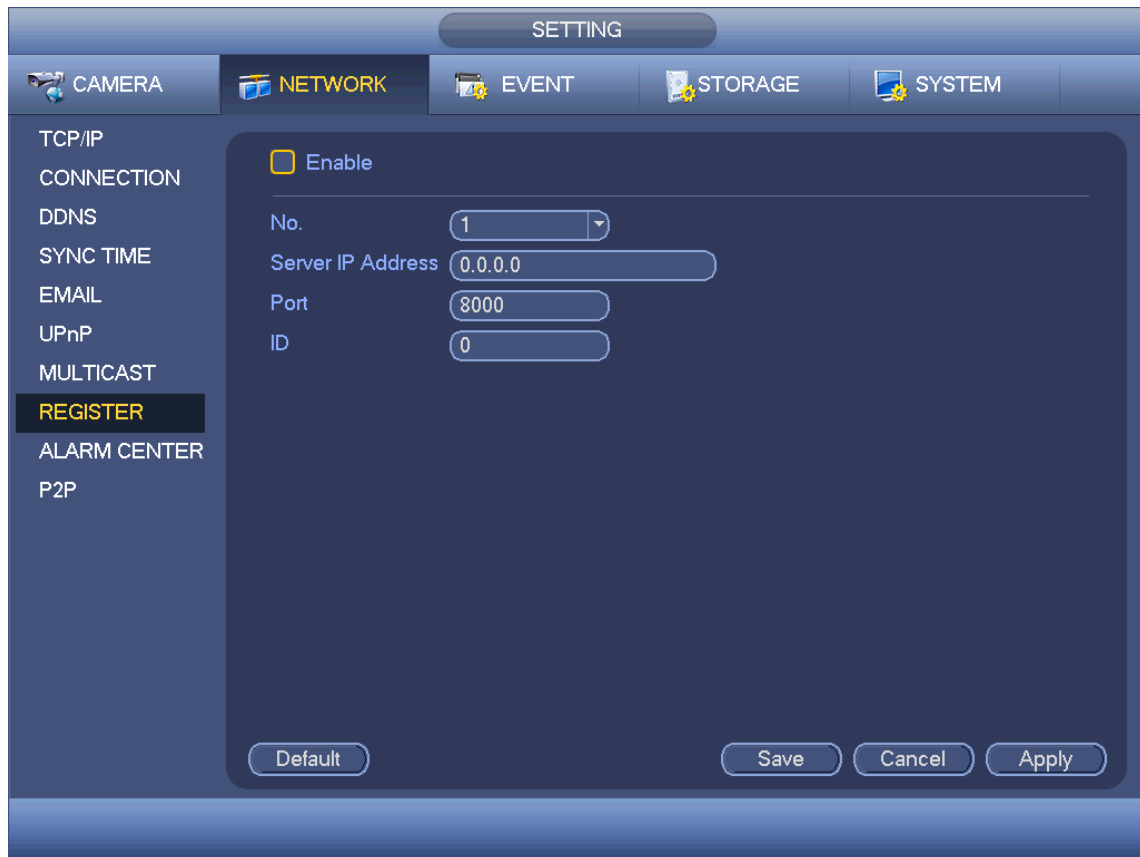 SETTING
CAMERA NETWORK EVENT STORAGE SYSTEM
TCP/IP
CONNECTION
DDNS
SYNC TIME
EMAIL
UPnP
MULTICAST
REGISTER
ALARM CENTER
P2P
Enable
No. 1
Server IP Address 0.0.0.0
Port 8000
ID 0
Default Save Cancel Apply